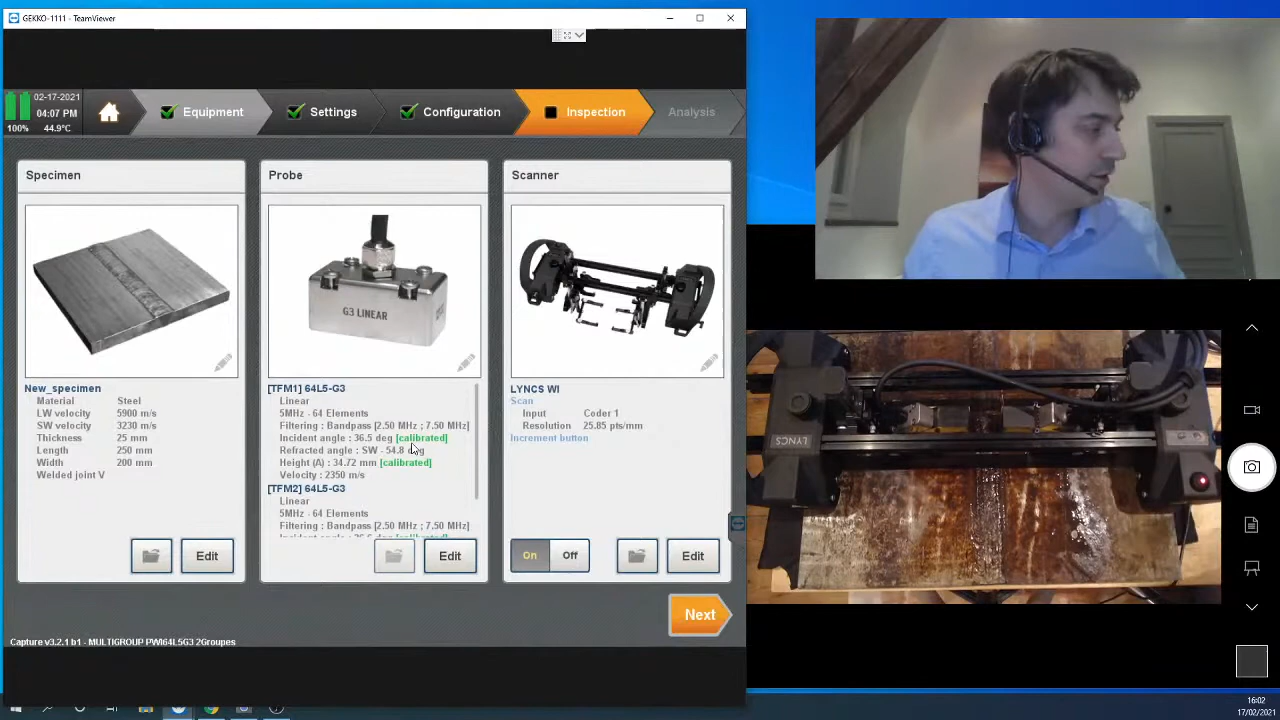 GEKKO-1111 - TeamViewer
02-17-2021
04:07 PM
100% 44.9°C
Equipment
Settings
Configuration
Inspection
Analysis
Specimen
New_specimen
Material Steel
LW velocity 5900 m/s
SW velocity 3230 m/s
Thickness 25 mm
Length 250 mm
Width 200 mm
Welded joint V
Edit
Probe
G3 LINEAR
[TFM1] 64L5-G3
Linear
5MHz - 64 Elements
Filtering : Bandpass [2.50 MHz ; 7.50 MHz]
Incident angle : 36.5 deg [calibrated]
Refracted angle : SW - 54.8 deg
Height (A) : 34.72 mm [calibrated]
Velocity : 2350 m/s
[TFM2] 64L5-G3
Linear
5MHz - 64 Elements
Filtering : Bandpass [2.50 MHz ; 7.50 MHz]
Edit
Scanner
LYNCS WI
Scan
Input Coder 1
Resolution 25.85 pts/mm
Increment button
On Off
Edit
Next
Capture v3.2.1 b1 - MULTIGROUP PWI64L5G3 2Groupes
LYNCS
16:02
17/02/2021